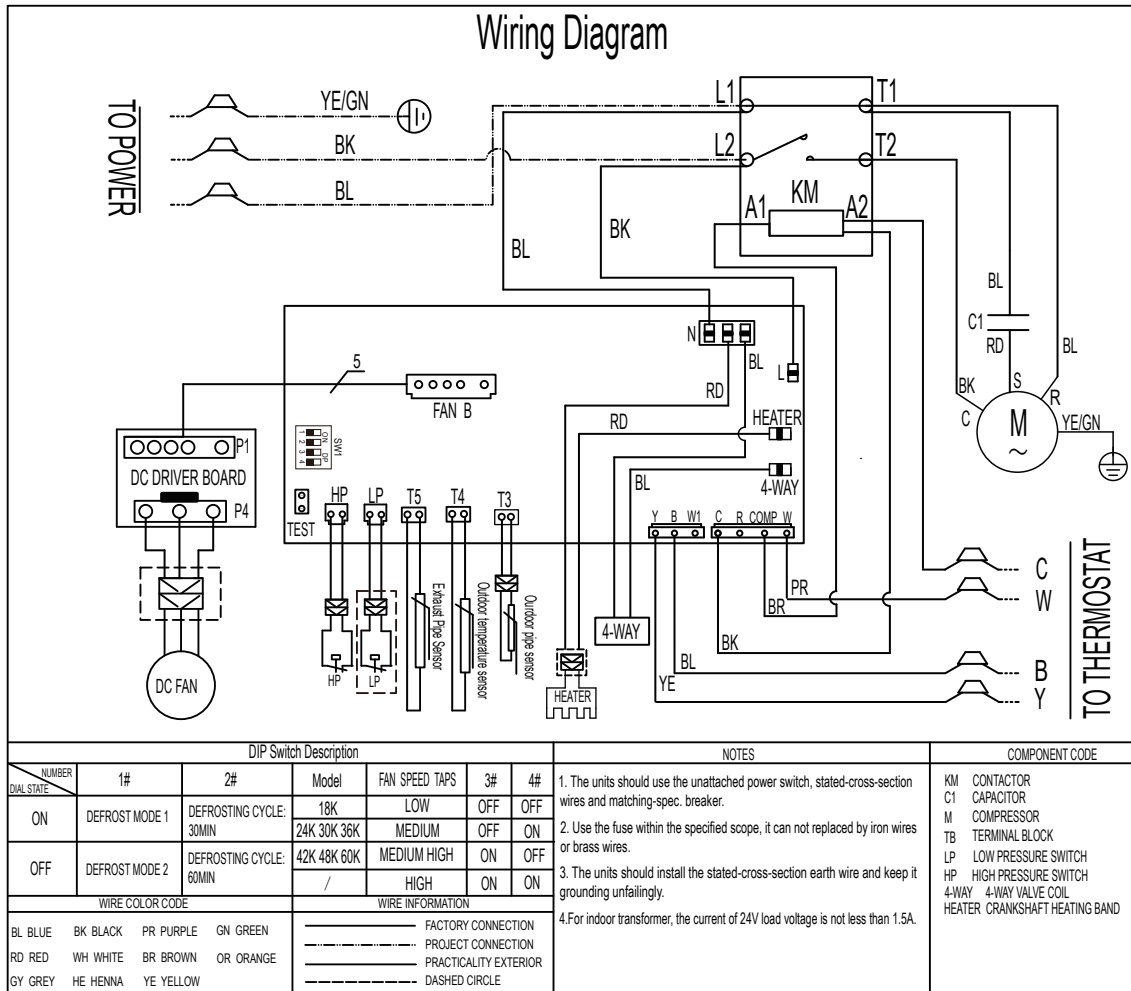 Wiring Diagram
TO POWER
YE/GN
BK
BL
L1
T1
L2
T2
KM
A1
A2
BL
BK
BL
C1
RD
BL
BK
S
R
C
M
~
YE/GN
N
BL
L
RD
RD
HEATER
BL
4-WAY
5
FAN B
P1
DC DRIVER BOARD
P4
DC FAN
ON DP
1 2 3 4
SW1
TEST
HP
LP
T5
T4
T3
Y B W1
C R COMP W
Exhaust Pipe Sensor
Outdoor temperature sensor
Ourdoor pipe sensor
HP
LP
4-WAY
HEATER
PR
BR
BK
BL
YE
C
W
B
Y
TO THERMOSTAT
DIP Switch Description
NUMBER
DIAL STATE
1# 2# Model FAN SPEED TAPS 3# 4#
ON DEFROST MODE 1 DEFROSTING CYCLE: 30MIN
18K LOW OFF OFF
24K 30K 36K MEDIUM OFF ON
OFF DEFROST MODE 2 DEFROSTING CYCLE: 60MIN
42K 48K 60K MEDIUM HIGH ON OFF
/ HIGH ON ON
WIRE COLOR CODE
BL BLUE BK BLACK PR PURPLE GN GREEN
RD RED WH WHITE BR BROWN OR ORANGE
GY GREY HE HENNA YE YELLOW
WIRE INFORMATION
FACTORY CONNECTION
PROJECT CONNECTION
PRACTICALITY EXTERIOR
DASHED CIRCLE
NOTES
1. The units should use the unattached power switch, stated-cross-section
wires and matching-spec. breaker.
2. Use the fuse within the specified scope, it can not replaced by iron wires
or brass wires.
3. The units should install the stated-cross-section earth wire and keep it
grounding unfailingly.
4.For indoor transformer, the current of 24V load voltage is not less than 1.5A.
COMPONENT CODE
KM CONTACTOR
C1 CAPACITOR
M COMPRESSOR
TB TERMINAL BLOCK
LP LOW PRESSURE SWITCH
HP HIGH PRESSURE SWITCH
4-WAY 4-WAY VALVE COIL
HEATER CRANKSHAFT HEATING BAND